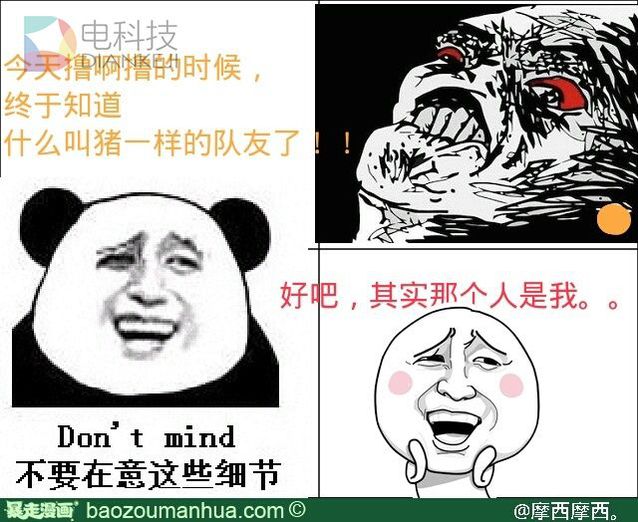 电科技
DIANKEJI
今天撸啊撸的时候，
终于知道
什么叫猪一样的队友了！！
好吧，其实那个人是我。。
Don't mind
不要在意这些细节
暴走漫画 baozoumanhua.com ©
@摩西摩西。